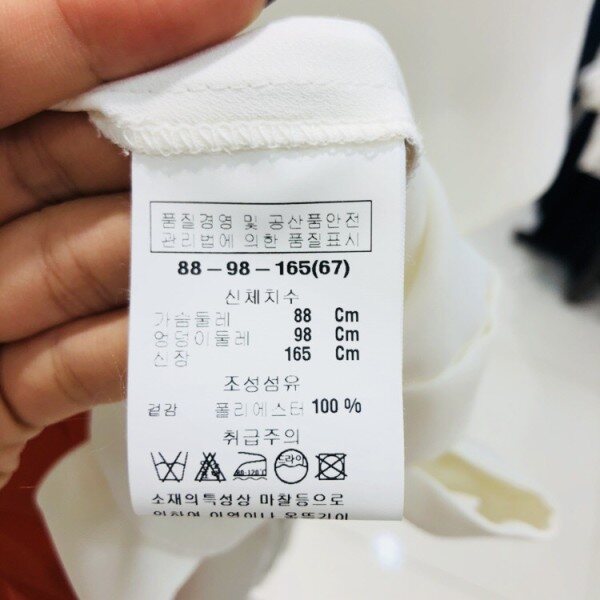 품질경영 및 공산품안전
관리법에 의한 품질표시
88-98-165(67)
신체치수
가슴둘레 88 Cm
엉덩이둘레 98 Cm
신장 165 Cm
조성섬유
겉감 폴리에스터 100 %
취급주의
드라이
소재의특성상 마찰등으로